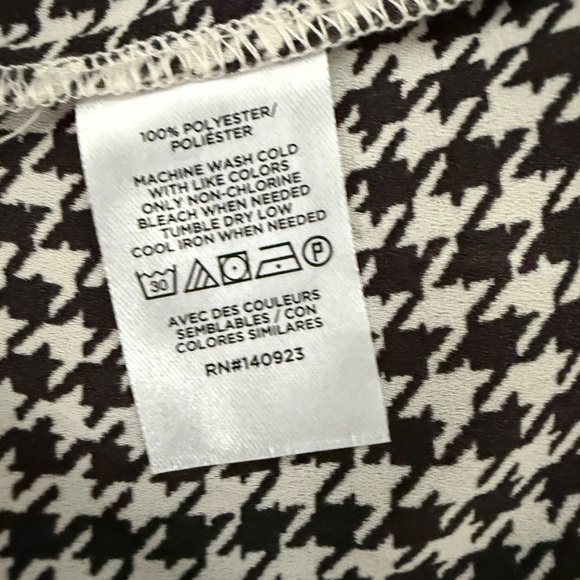 100% POLYESTER/
POLIÉSTER
MACHINE WASH COLD
WITH LIKE COLORS
ONLY NON-CHLORINE
BLEACH WHEN NEEDED
TUMBLE DRY LOW
COOL IRON WHEN NEEDED
30 P
AVEC DES COULEURS
SEMBLABLES / CON
COLORES SIMILARES
RN#140923